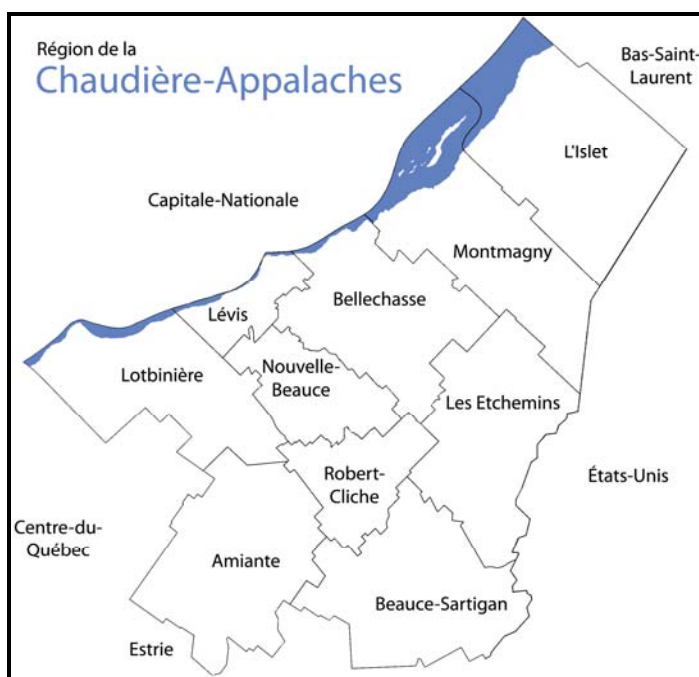 Région de la
Chaudière-Appalaches
Bas-Saint-
Laurent
L'Islet
Capitale-Nationale
Montmagny
Bellechasse
Lévis
Nouvelle-
Beauce
Lotbinière
Les Etchemins
Robert-
Cliche
États-Unis
Centre-du-
Québec
Amiante
Beauce-Sartigan
Estrie